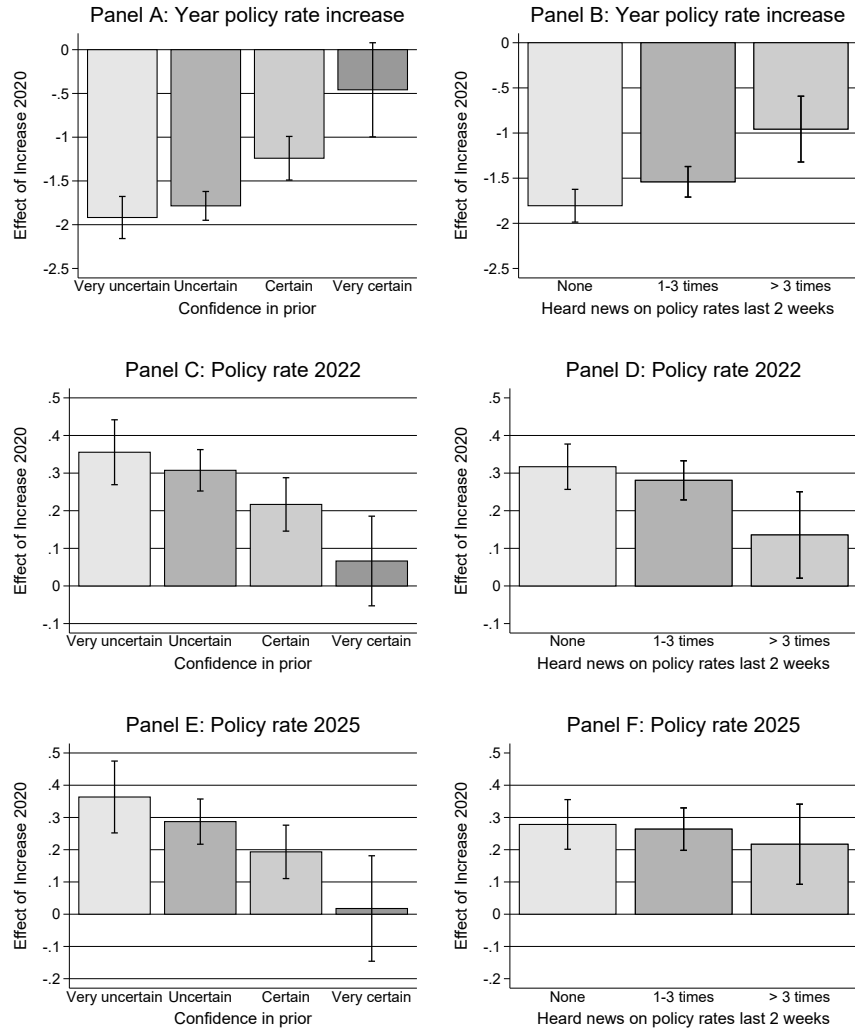 Panel A: Year policy rate increase
Effect of Increase 2020
0
-.5
-1
-1.5
-2
-2.5
Very uncertain Uncertain Certain Very certain
Confidence in prior
Panel B: Year policy rate increase
Effect of Increase 2020
0
-.5
-1
-1.5
-2
-2.5
None 1-3 times > 3 times
Heard news on policy rates last 2 weeks
Panel C: Policy rate 2022
Effect of Increase 2020
.5
.4
.3
.2
.1
0
-.1
Very uncertain Uncertain Certain Very certain
Confidence in prior
Panel D: Policy rate 2022
Effect of Increase 2020
.5
.4
.3
.2
.1
0
-.1
None 1-3 times > 3 times
Heard news on policy rates last 2 weeks
Panel E: Policy rate 2025
Effect of Increase 2020
.5
.4
.3
.2
.1
0
-.1
-.2
Very uncertain Uncertain Certain Very certain
Confidence in prior
Panel F: Policy rate 2025
Effect of Increase 2020
.5
.4
.3
.2
.1
0
-.1
-.2
None 1-3 times > 3 times
Heard news on policy rates last 2 weeks